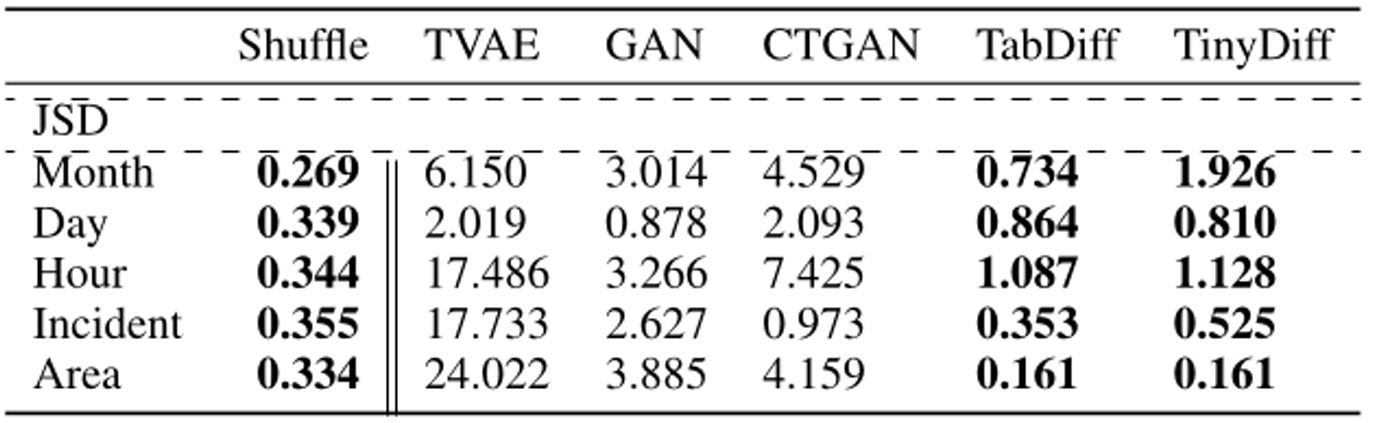 Shuffle TVAE GAN CTGAN TabDiff TinyDiff
JSD
Month 0.269 6.150 3.014 4.529 0.734 1.926
Day 0.339 2.019 0.878 2.093 0.864 0.810
Hour 0.344 17.486 3.266 7.425 1.087 1.128
Incident 0.355 17.733 2.627 0.973 0.353 0.525
Area 0.334 24.022 3.885 4.159 0.161 0.161